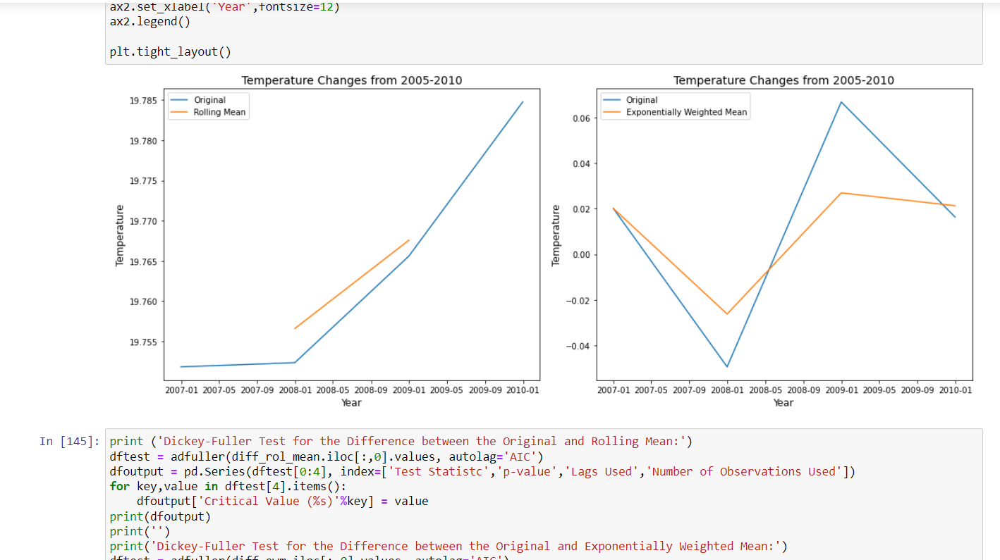 ax2.set_xlabel('Year',fontsize=12)
ax2.legend()
plt.tight_layout()
Temperature Changes from 2005-2010
Original
Rolling Mean
19.785
19.780
19.775
19.770
19.765
19.760
19.755
Temperature
2007-01 2007-05 2007-09 2008-01 2008-05 2008-09 2009-01 2009-05 2009-09 2010-01
Year
Temperature Changes from 2005-2010
Original
Exponentially Weighted Mean
0.06
0.04
0.02
0.00
−0.02
−0.04
Temperature
2007-01 2007-05 2007-09 2008-01 2008-05 2008-09 2009-01 2009-05 2009-09 2010-01
Year
In [145]:
print ('Dickey-Fuller Test for the Difference between the Original and Rolling Mean:')
dftest = adfuller(diff_rol_mean.iloc[:,0].values, autolag='AIC')
dfoutput = pd.Series(dftest[0:4], index=['Test Statistc','p-value','Lags Used','Number of Observations Used'])
for key,value in dftest[4].items():
    dfoutput['Critical Value (%s)'%key] = value
print(dfoutput)
print('')
print('Dickey-Fuller Test for the Difference between the Original and Exponentially Weighted Mean:')